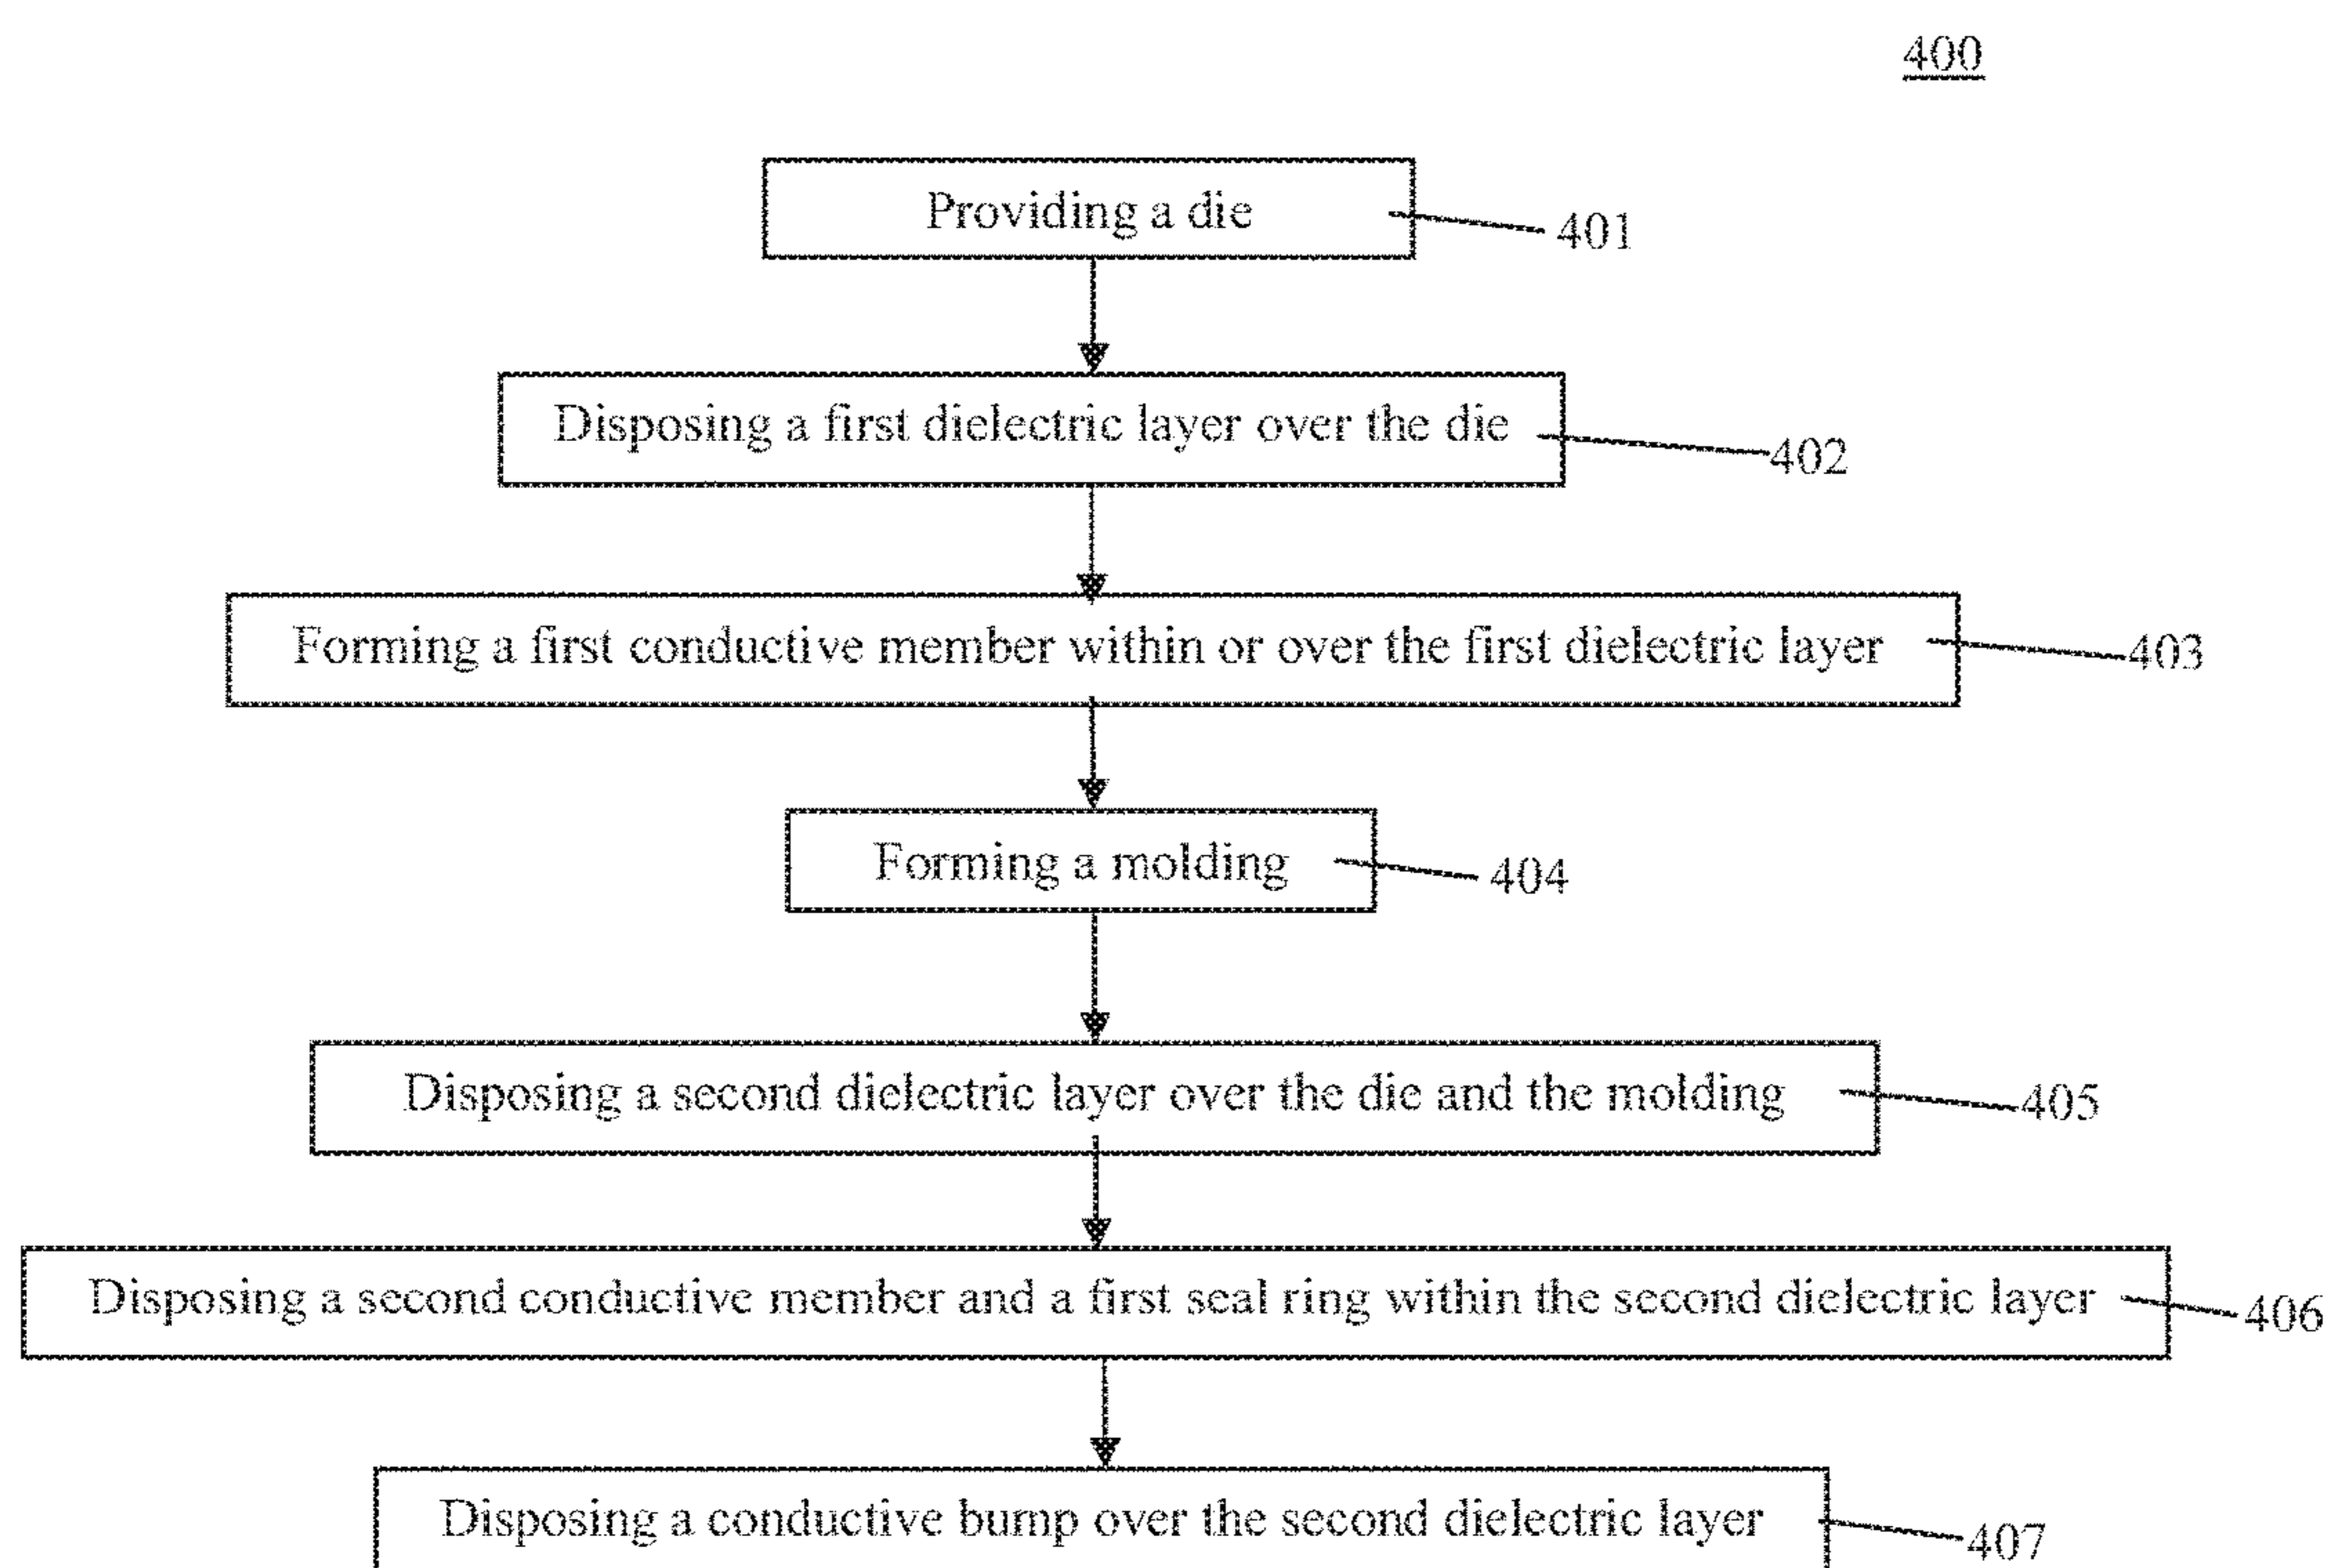 400
Providing a die
401
Disposing a first dielectric layer over the die
402
Forming a first conductive member within or over the first dielectric layer
403
Forming a molding
404
Disposing a second dielectric layer over the die and the molding
405
Disposing a second conductive member and a first seal ring within the second dielectric layer
406
Disposing a conductive bump over the second dielectric layer
407